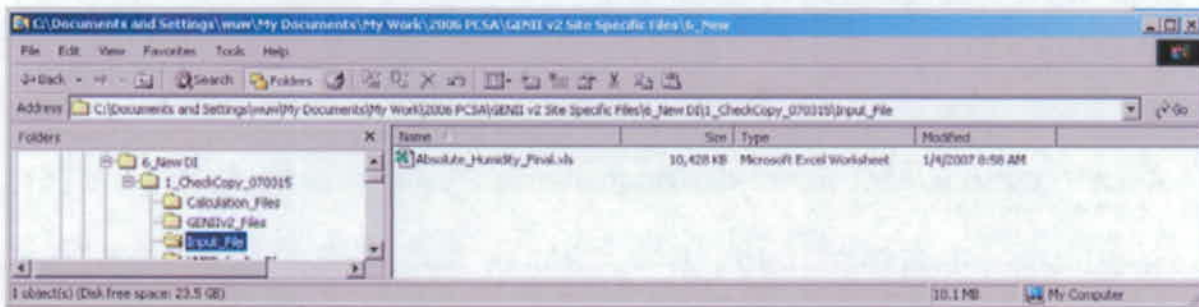 C:\Documents and Settings\wuw\My Documents\My Work\2006 PCSA\GENII v2 Site Specific Files\6_New
File Edit View Favorites Tools Help
Back Search Folders
Address C:\Documents and Settings\wuw\My Documents\My Work\2006 PCSA\GENII v2 Site Specific Files\6_New DI\1_CheckCopy_070315\Input_File Go
Folders Name Size Type Modified
6_New DI Absolute_Humidity_Final.xls 10,428 KB Microsoft Excel Worksheet 1/4/2007 8:58 AM
1_CheckCopy_070315
Calculation_Files
GENIIv2_Files
Input_File
1 object(s) (Disk free space: 23.5 GB) 10.1 MB My Computer